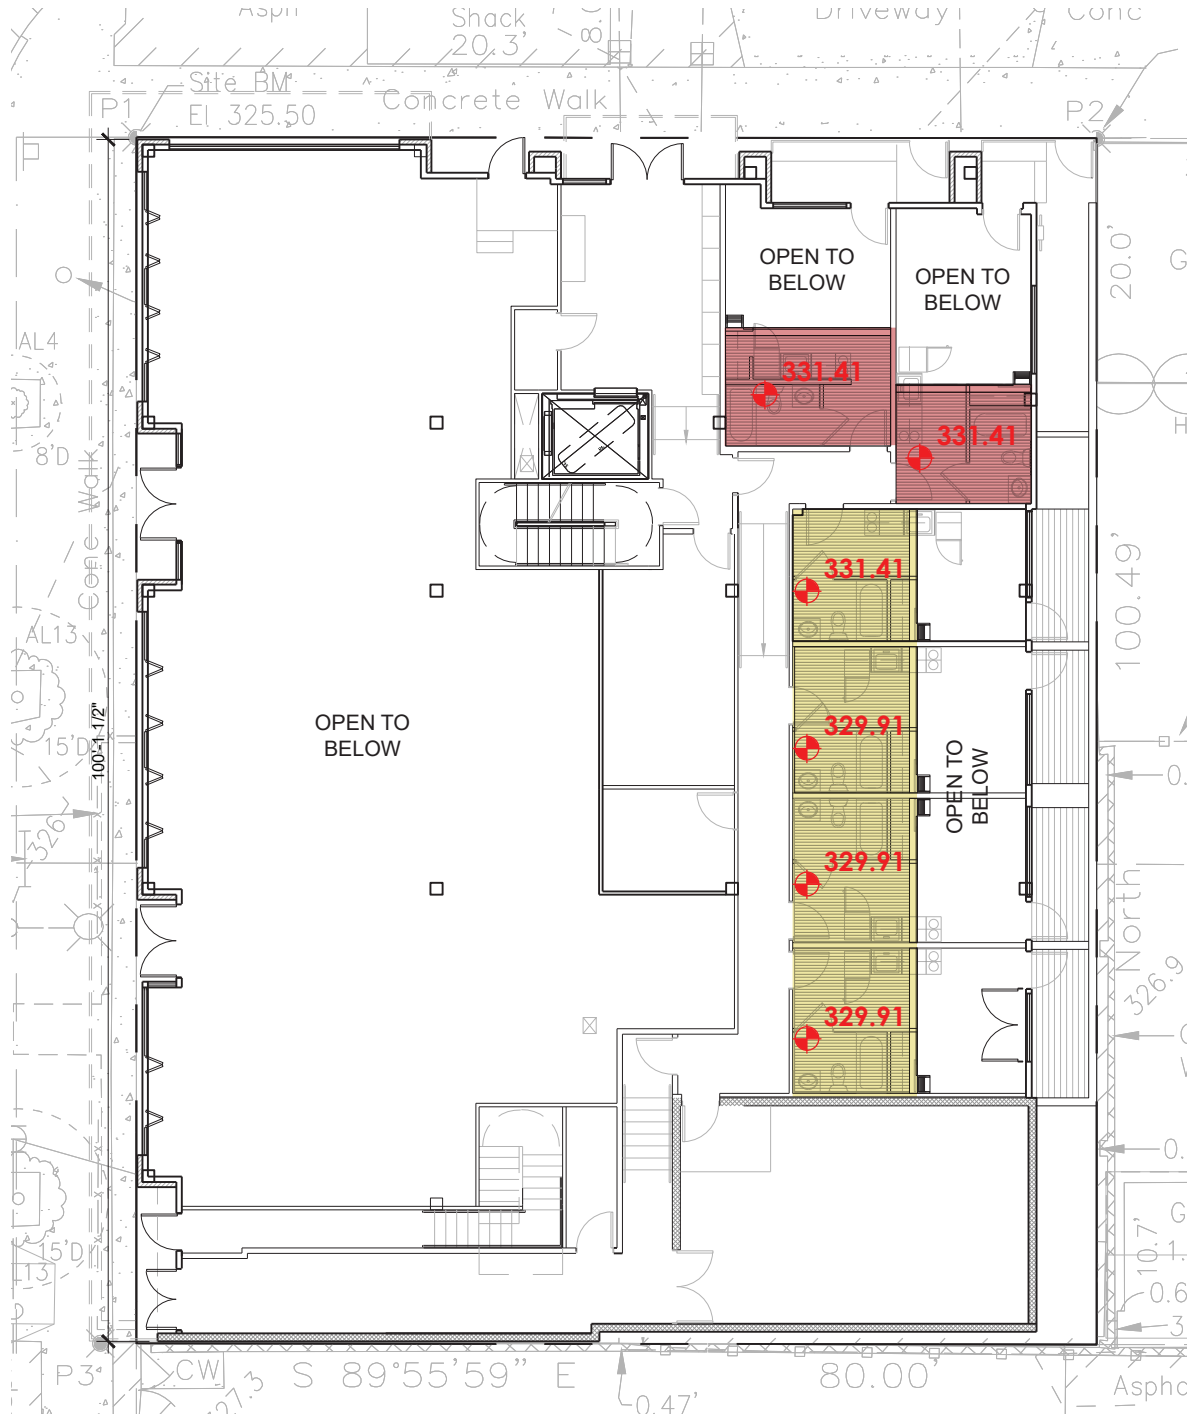 Shack
20.3'
Driveway
Conc
Site BM
El 325.50
Concrete Walk
P1
P2
20.0'
OPEN TO
BELOW
OPEN TO
BELOW
AL4
331.41
331.41
8'D
Conc Walk
331.41
100.49'
AL13
15'D
100'-1 1/2"
OPEN TO
BELOW
329.91
OPEN TO
BELOW
329.91
North
326.9
329.91
15'D
10.7'
P3
CW
S 89°55'59" E
80.00'
0.47'